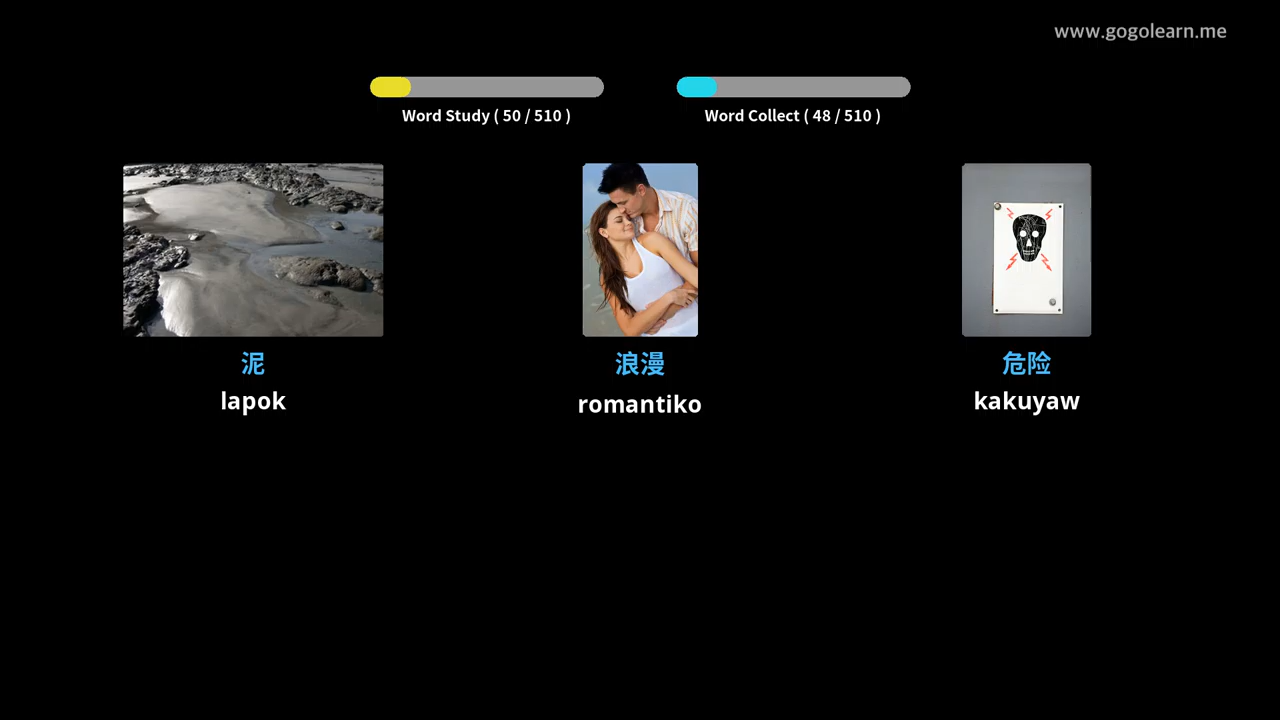 www.gogolearn.me
Word Study ( 50 / 510 )
Word Collect ( 48 / 510 )
泥
浪漫
危险
lapok
romantiko
kakuyaw